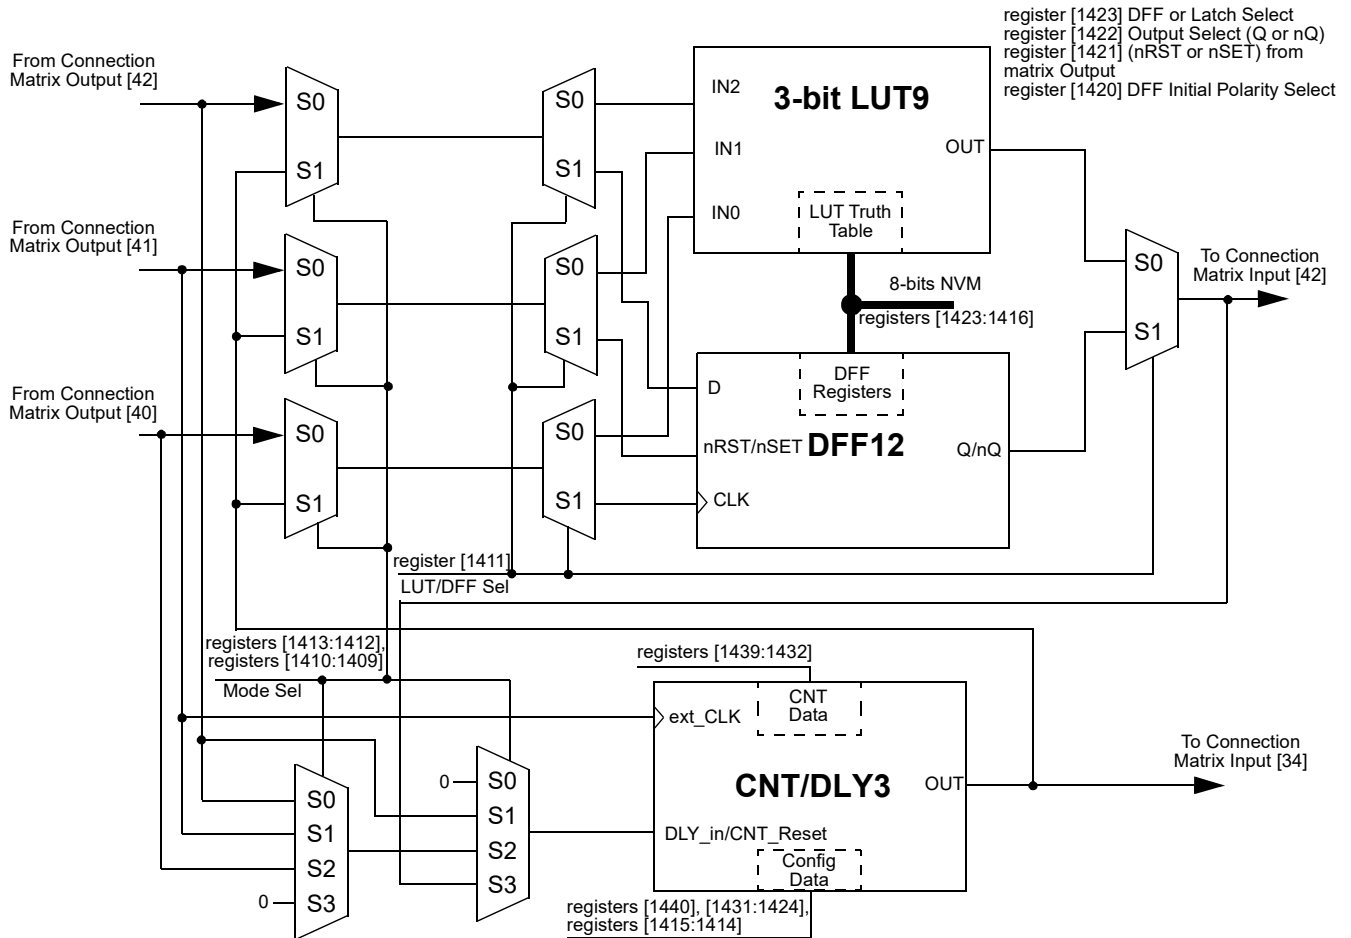 register [1423] DFF or Latch Select
register [1422] Output Select (Q or nQ)
register [1421] (nRST or nSET) from
matrix Output
register [1420] DFF Initial Polarity Select
From Connection
Matrix Output [42]
S0
S1
S0
S1
IN2
3-bit LUT9
IN1
OUT
IN0
LUT Truth
Table
From Connection
Matrix Output [41]
S0
S1
S0
S1
8-bits NVM
registers [1423:1416]
S0
S1
To Connection
Matrix Input [42]
DFF
Registers
D
nRST/nSET
DFF12
Q/nQ
CLK
From Connection
Matrix Output [40]
S0
S1
S0
S1
register [1411]
LUT/DFF Sel
registers [1413:1412],
registers [1410:1409]
Mode Sel
registers [1439:1432]
CNT
Data
ext_CLK
CNT/DLY3
OUT
To Connection
Matrix Input [34]
DLY_in/CNT_Reset
Config
Data
0
S0
S1
S2
S3
S0
S1
S2
0
S3
registers [1440], [1431:1424],
registers [1415:1414]